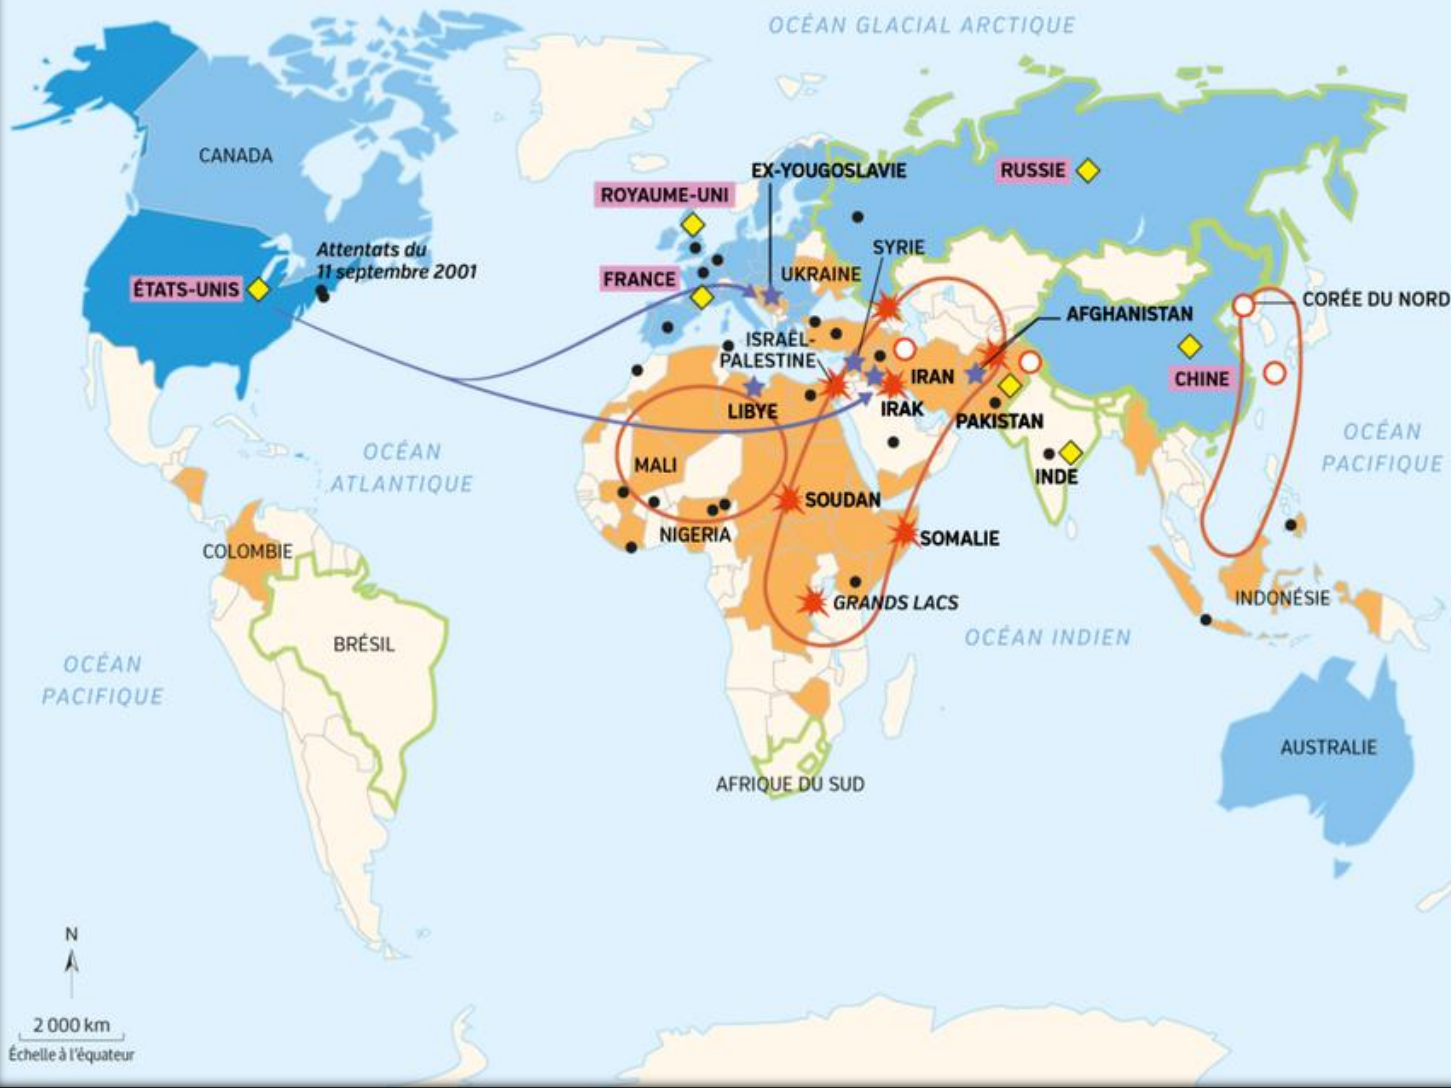 OCÉAN GLACIAL ARCTIQUE
CANADA
EX-YOUGOSLAVIE
RUSSIE
ROYAUME-UNI
Attentats du
11 septembre 2001
SYRIE
FRANCE
UKRAINE
ÉTATS-UNIS
CORÉE DU NORD
AFGHANISTAN
ISRAËL-
PALESTINE
IRAN
CHINE
LIBYE
IRAK
PAKISTAN
OCÉAN
ATLANTIQUE
OCÉAN
PACIFIQUE
MALI
INDE
SOUDAN
NIGERIA
SOMALIE
COLOMBIE
GRANDS LACS
INDONÉSIE
BRÉSIL
OCÉAN INDIEN
OCÉAN
PACIFIQUE
AUSTRALIE
AFRIQUE DU SUD
N
2 000 km
Échelle à l'équateur